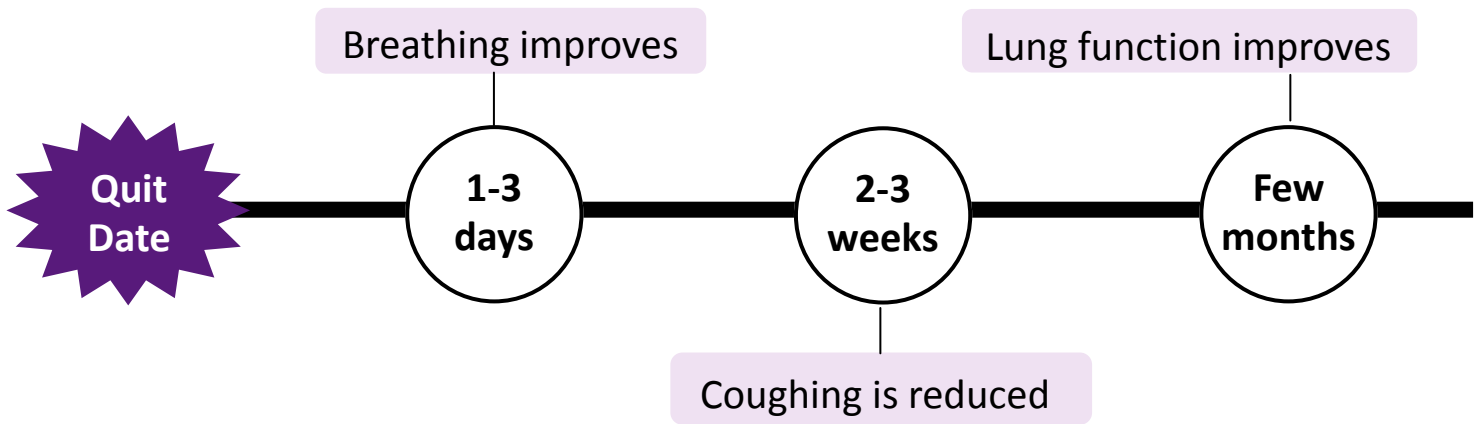 Breathing improves
Lung function improves
Quit
Date
1-3
days
2-3
weeks
Few
months
Coughing is reduced